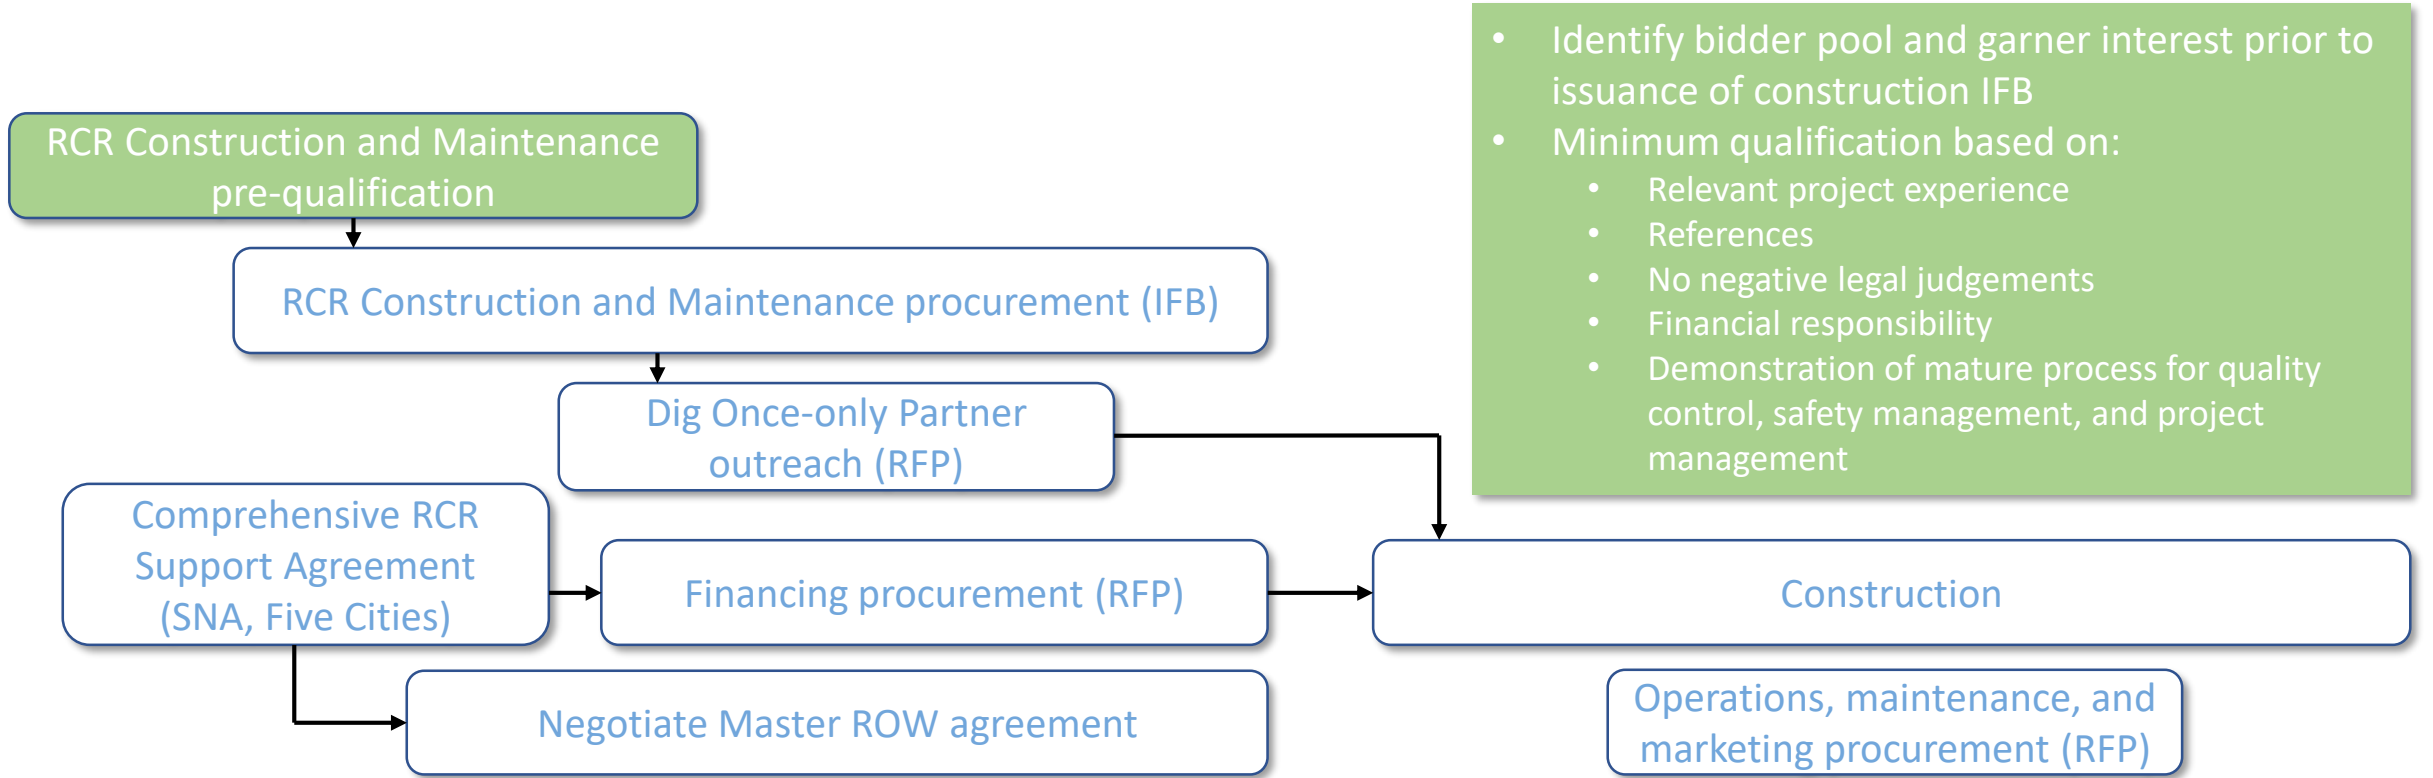 RCR Construction and Maintenance
pre-qualification
RCR Construction and Maintenance procurement (IFB)
Dig Once-only Partner
outreach (RFP)
Comprehensive RCR
Support Agreement
(SNA, Five Cities)
Financing procurement (RFP)
Negotiate Master ROW agreement
Construction
Operations, maintenance, and
marketing procurement (RFP)
• Identify bidder pool and garner interest prior to
issuance of construction IFB
• Minimum qualification based on:
• Relevant project experience
• References
• No negative legal judgements
• Financial responsibility
• Demonstration of mature process for quality
control, safety management, and project
management